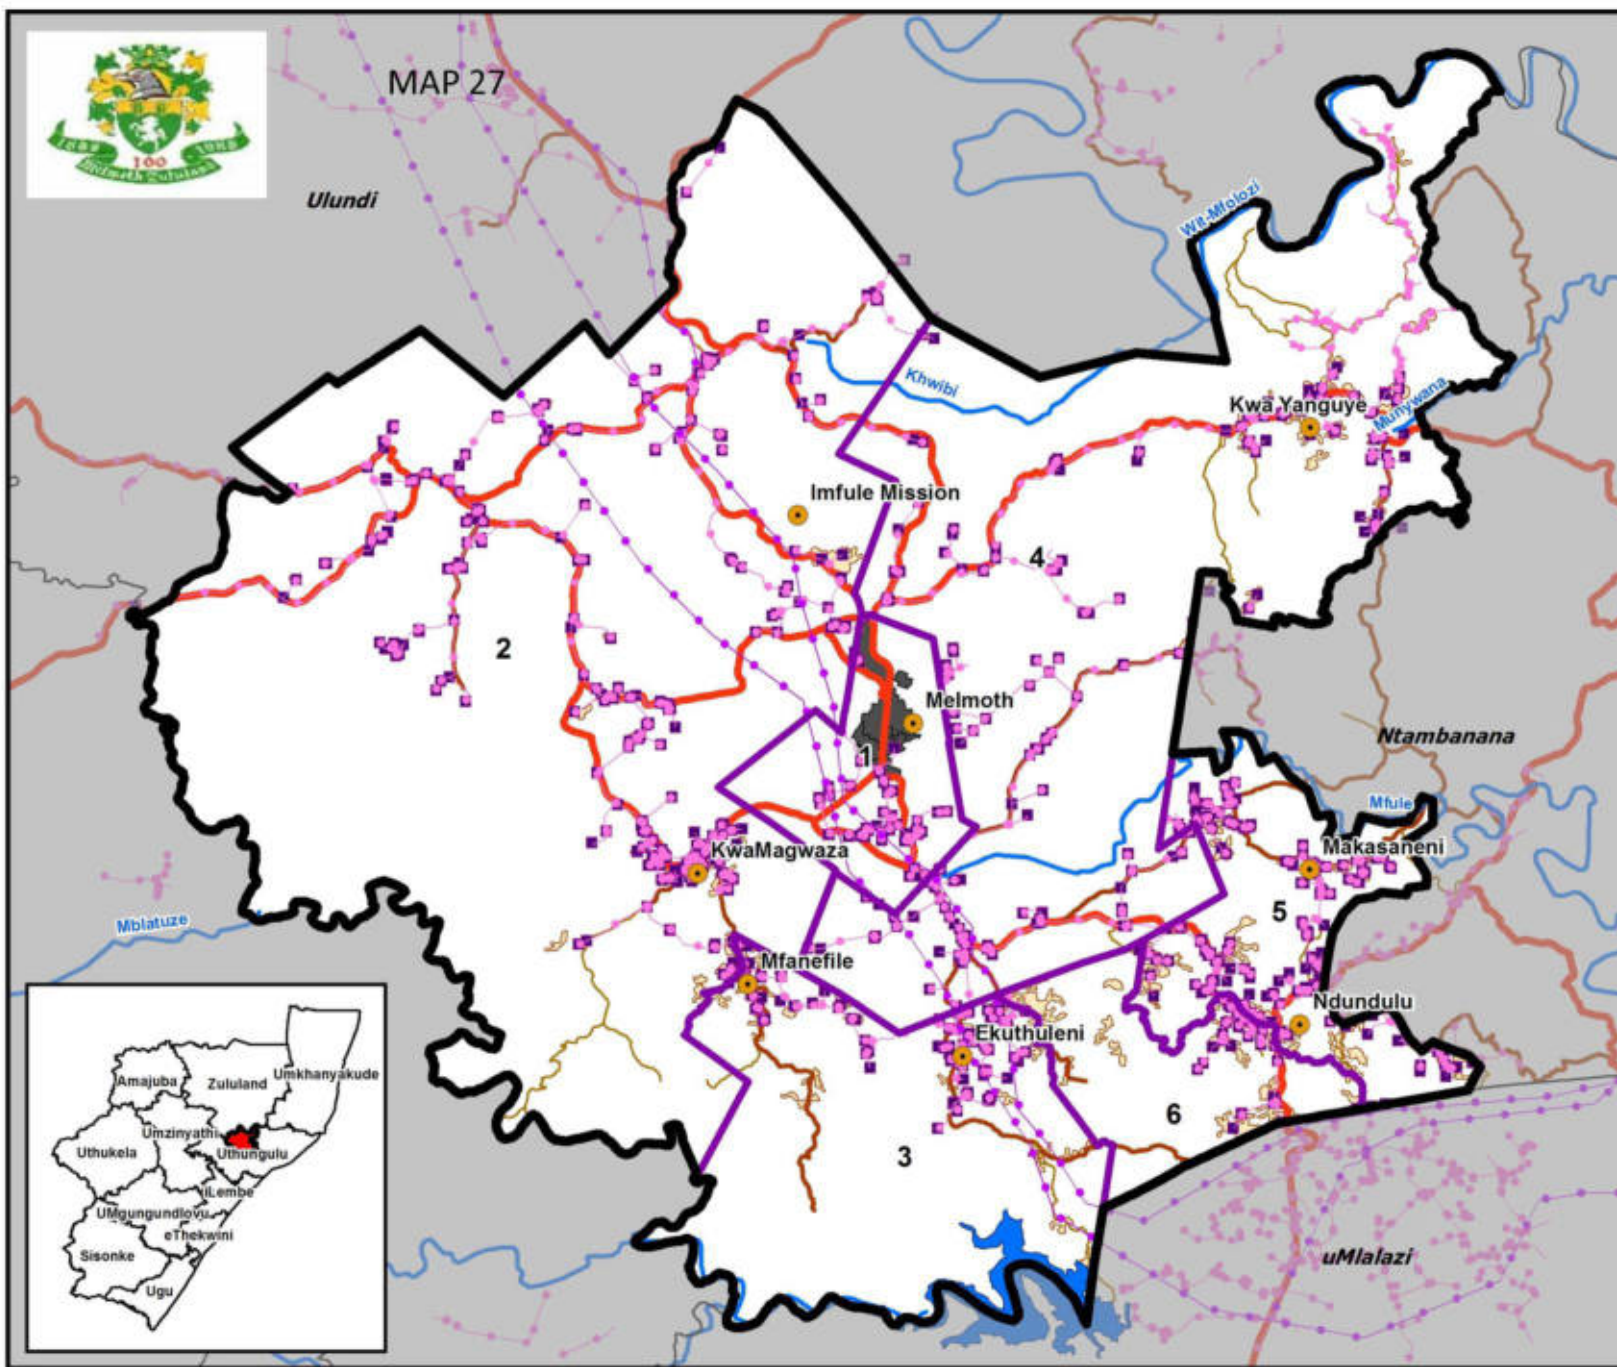 MAP 27
100
Ulundi
Wit-Mfolozi
Khwibi
Kwa Yanguye
Munywana
Imfule Mission
4
2
Melmoth
Ntambanana
1
Mfule
KwaMagwaza
Makasaneni
5
Mblatuze
Mfanefile
Ndundulu
Ekuthuleni
6
3
uMlalazi
Amajuba
Zululand
Umkhanyakude
Umzinyathi
Uthukela
Uthungulu
iLembe
UMgungundlovu
eThekwini
Sisonke
Ugu